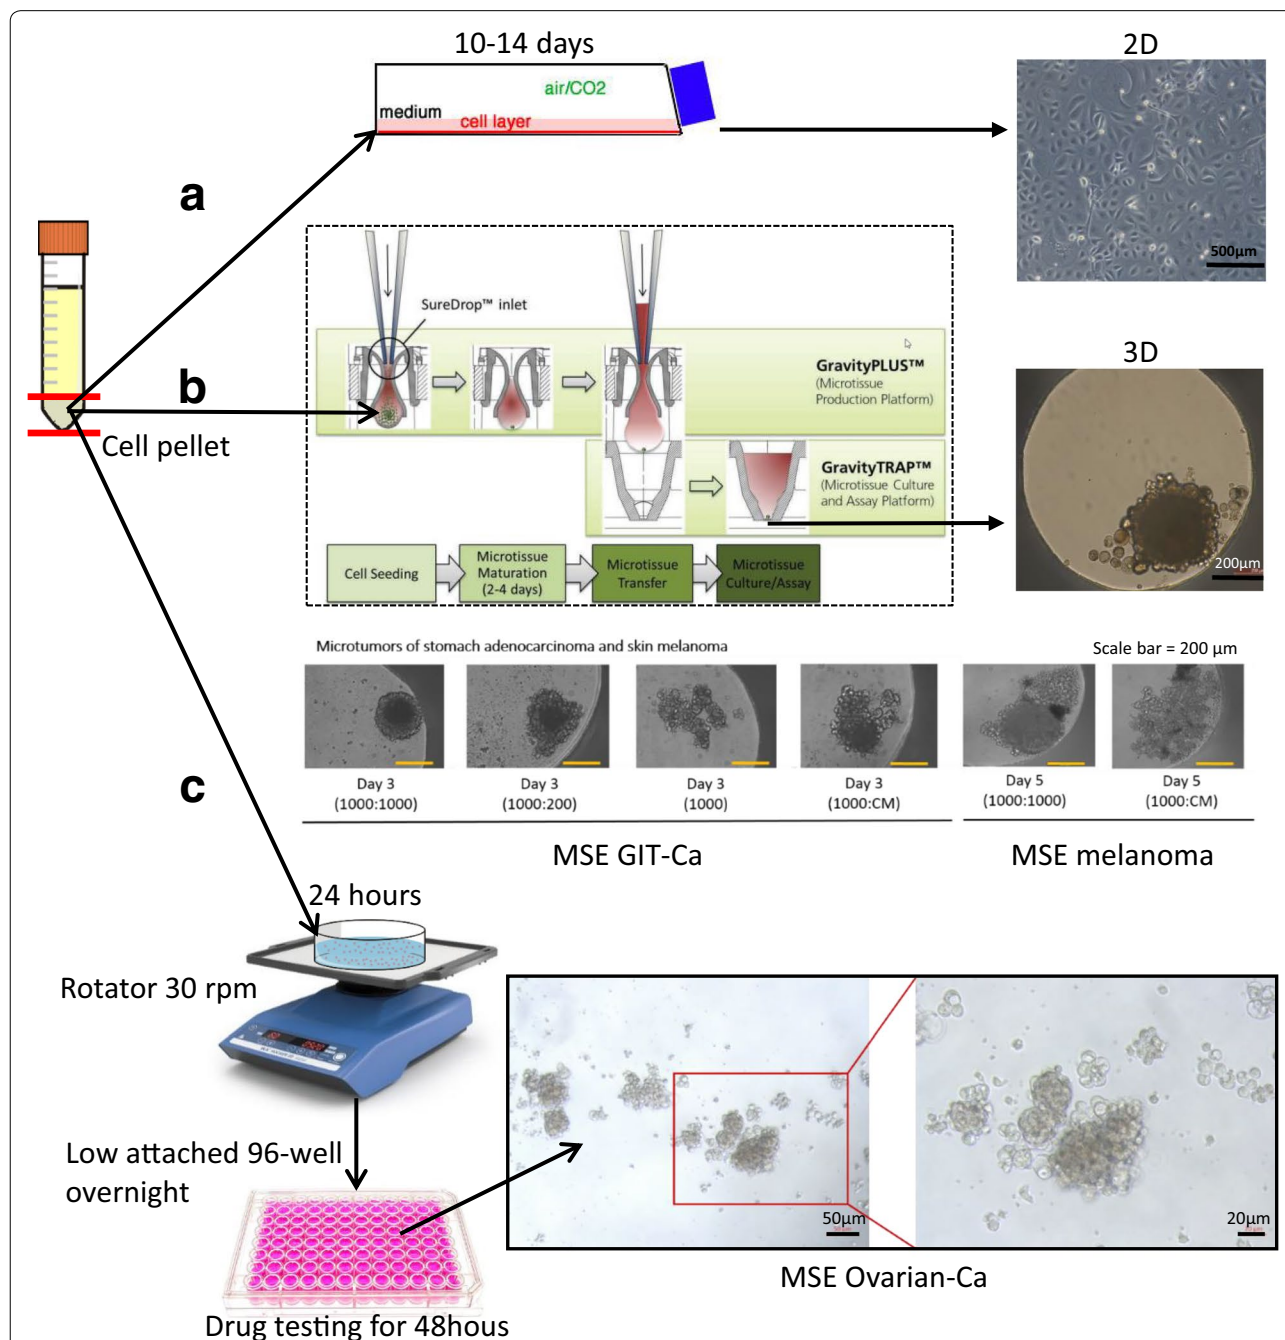 10-14 days
2D
air/CO2
medium
cell layer
a
500µm
SureDrop™ inlet
GravityPLUS™
(Microtissue
Production Platform)
b
Cell pellet
3D
GravityTRAP™
(Microtissue Culture
and Assay Platform)
200µm
Cell Seeding
Microtissue
Maturation
(2-4 days)
Microtissue
Transfer
Microtissue
Culture/Assay
Microtumors of stomach adenocarcinoma and skin melanoma
Scale bar = 200 µm
c
Day 3
(1000:1000)
Day 3
(1000:200)
Day 3
(1000)
Day 3
(1000:CM)
Day 5
(1000:1000)
Day 5
(1000:CM)
MSE GIT-Ca
MSE melanoma
24 hours
Rotator 30 rpm
Low attached 96-well
overnight
50µm
20µm
MSE Ovarian-Ca
Drug testing for 48hous